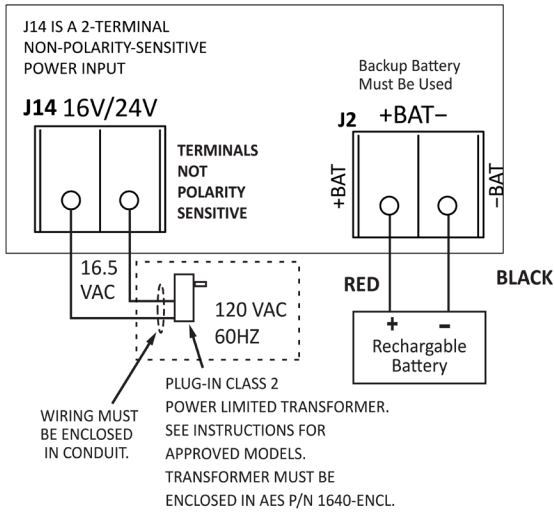 J14 IS A 2-TERMINAL
NON-POLARITY-SENSITIVE
POWER INPUT
J14 16V/24V
TERMINALS
NOT
POLARITY
SENSITIVE
Backup Battery
Must Be Used
J2 +BAT−
+BAT
−BAT
16.5
VAC
120 VAC
60HZ
RED
BLACK
+ −
Rechargable
Battery
WIRING MUST
BE ENCLOSED
IN CONDUIT.
PLUG-IN CLASS 2
POWER LIMITED TRANSFORMER.
SEE INSTRUCTIONS FOR
APPROVED MODELS.
TRANSFORMER MUST BE
ENCLOSED IN AES P/N 1640-ENCL.